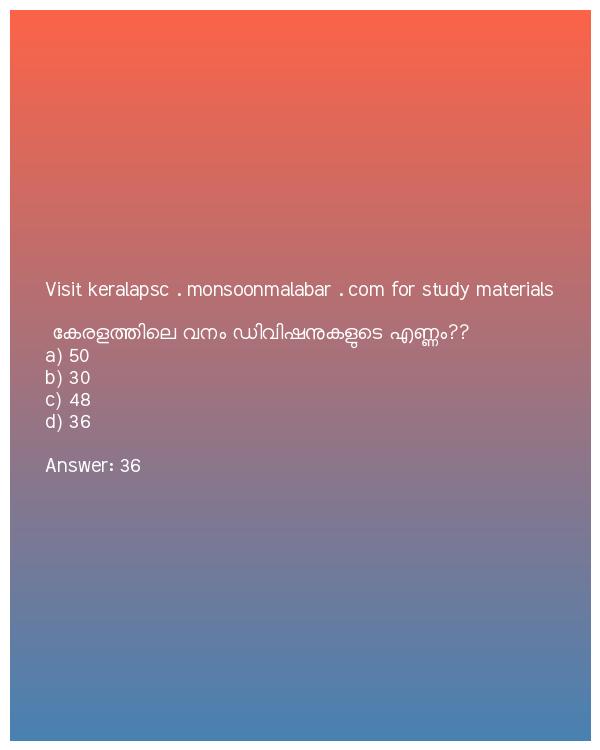 Visit keralapsc . monsoonmalabar . com for study materials
കേരളത്തിലെ വനം ഡിവിഷനുകളുടെ എണ്ണം??
a) 50
b) 30
c) 48
d) 36
Answer: 36